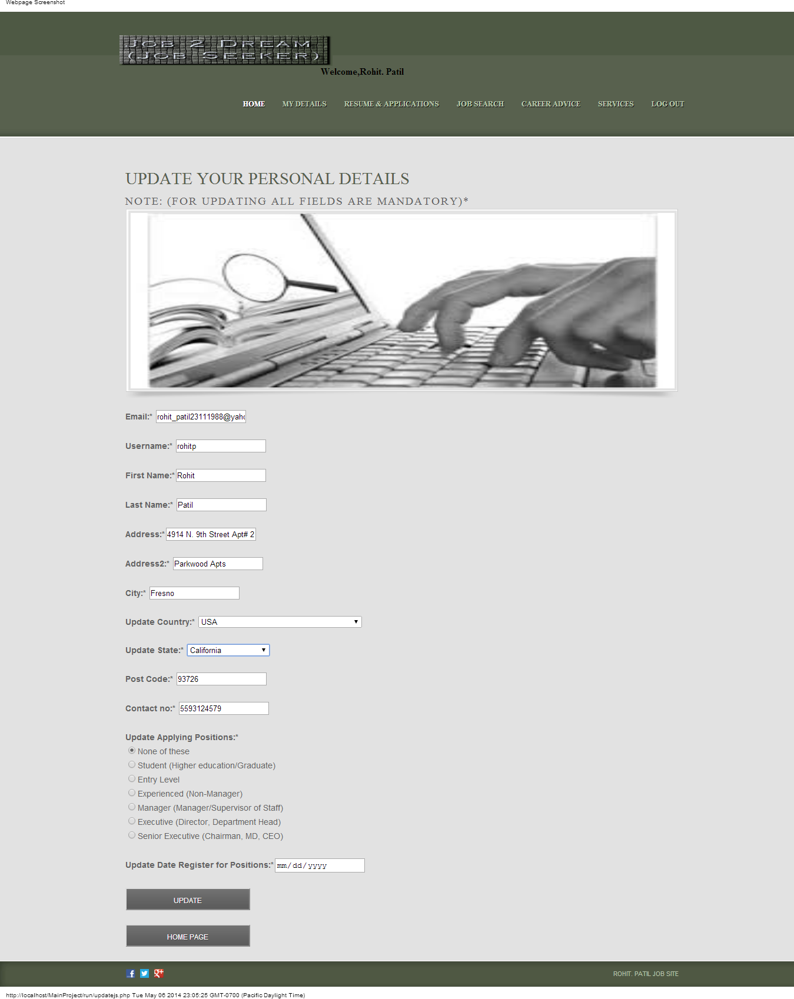 Webpage Screenshot
Job 2 Dream
(Job Seeker)
Welcome,Rohit. Patil
HOME MY DETAILS RESUME & APPLICATIONS JOB SEARCH CAREER ADVICE SERVICES LOG OUT
UPDATE YOUR PERSONAL DETAILS
NOTE: (FOR UPDATING ALL FIELDS ARE MANDATORY)*
Email:* rohit_patil23111988@yaho
Username:* rohitp
First Name:* Rohit
Last Name:* Patil
Address:* 4914 N. 9th Street Apt# 2
Address2:* Parkwood Apts
City:* Fresno
Update Country:* USA
Update State:* California
Post Code:* 93726
Contact no:* 5593124579
Update Applying Positions:*
None of these
Student (Higher education/Graduate)
Entry Level
Experienced (Non-Manager)
Manager (Manager/Supervisor of Staff)
Executive (Director, Department Head)
Senior Executive (Chairman, MD, CEO)
Update Date Register for Positions:* mm/dd/yyyy
UPDATE
HOME PAGE
ROHIT. PATIL JOB SITE
http://localhost/MainProject/run/updatejs.php Tue May 06 2014 23:05:25 GMT-0700 (Pacific Daylight Time)